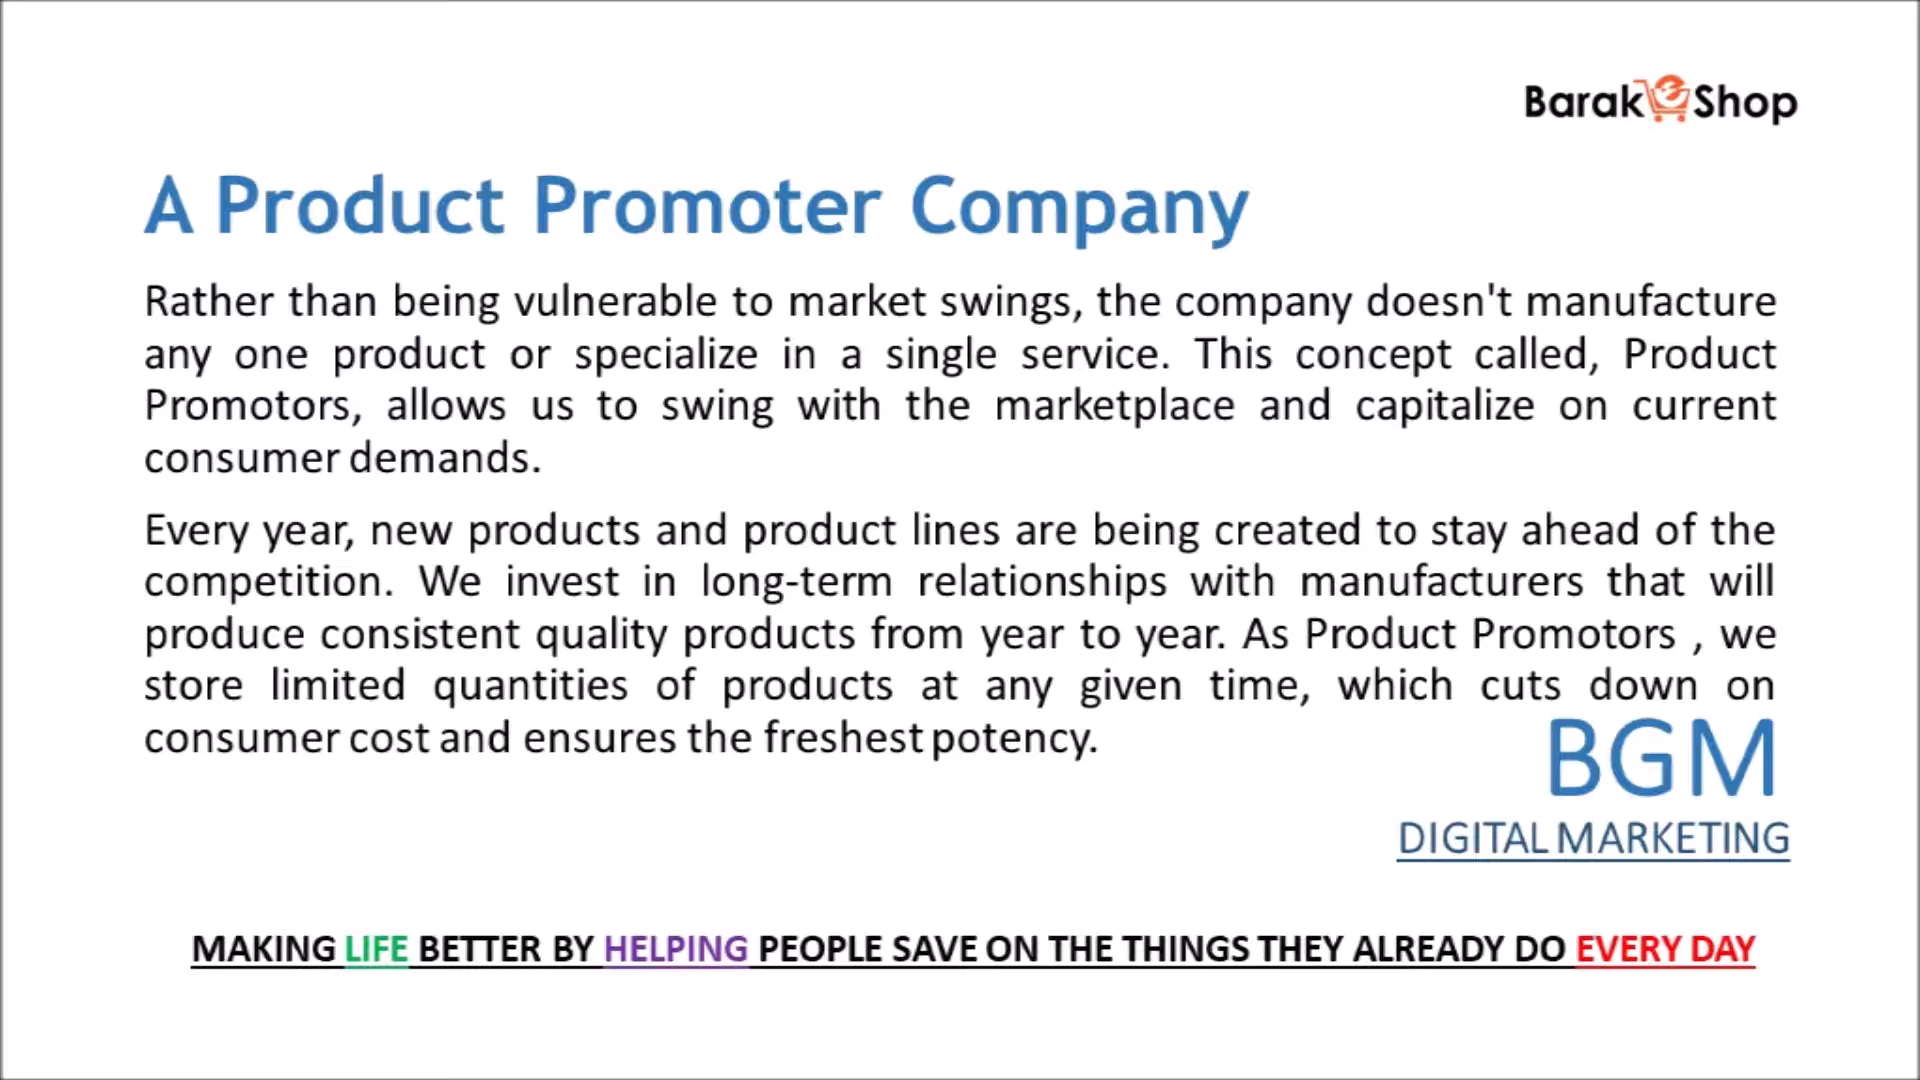 Barak e Shop
A Product Promoter Company
Rather than being vulnerable to market swings, the company doesn't manufacture
any one product or specialize in a single service. This concept called, Product
Promotors, allows us to swing with the marketplace and capitalize on current
consumer demands.
Every year, new products and product lines are being created to stay ahead of the
competition. We invest in long-term relationships with manufacturers that will
produce consistent quality products from year to year. As Product Promotors , we
store limited quantities of products at any given time, which cuts down on
consumer cost and ensures the freshest potency.
BGM
DIGITAL MARKETING
MAKING LIFE BETTER BY HELPING PEOPLE SAVE ON THE THINGS THEY ALREADY DO EVERY DAY